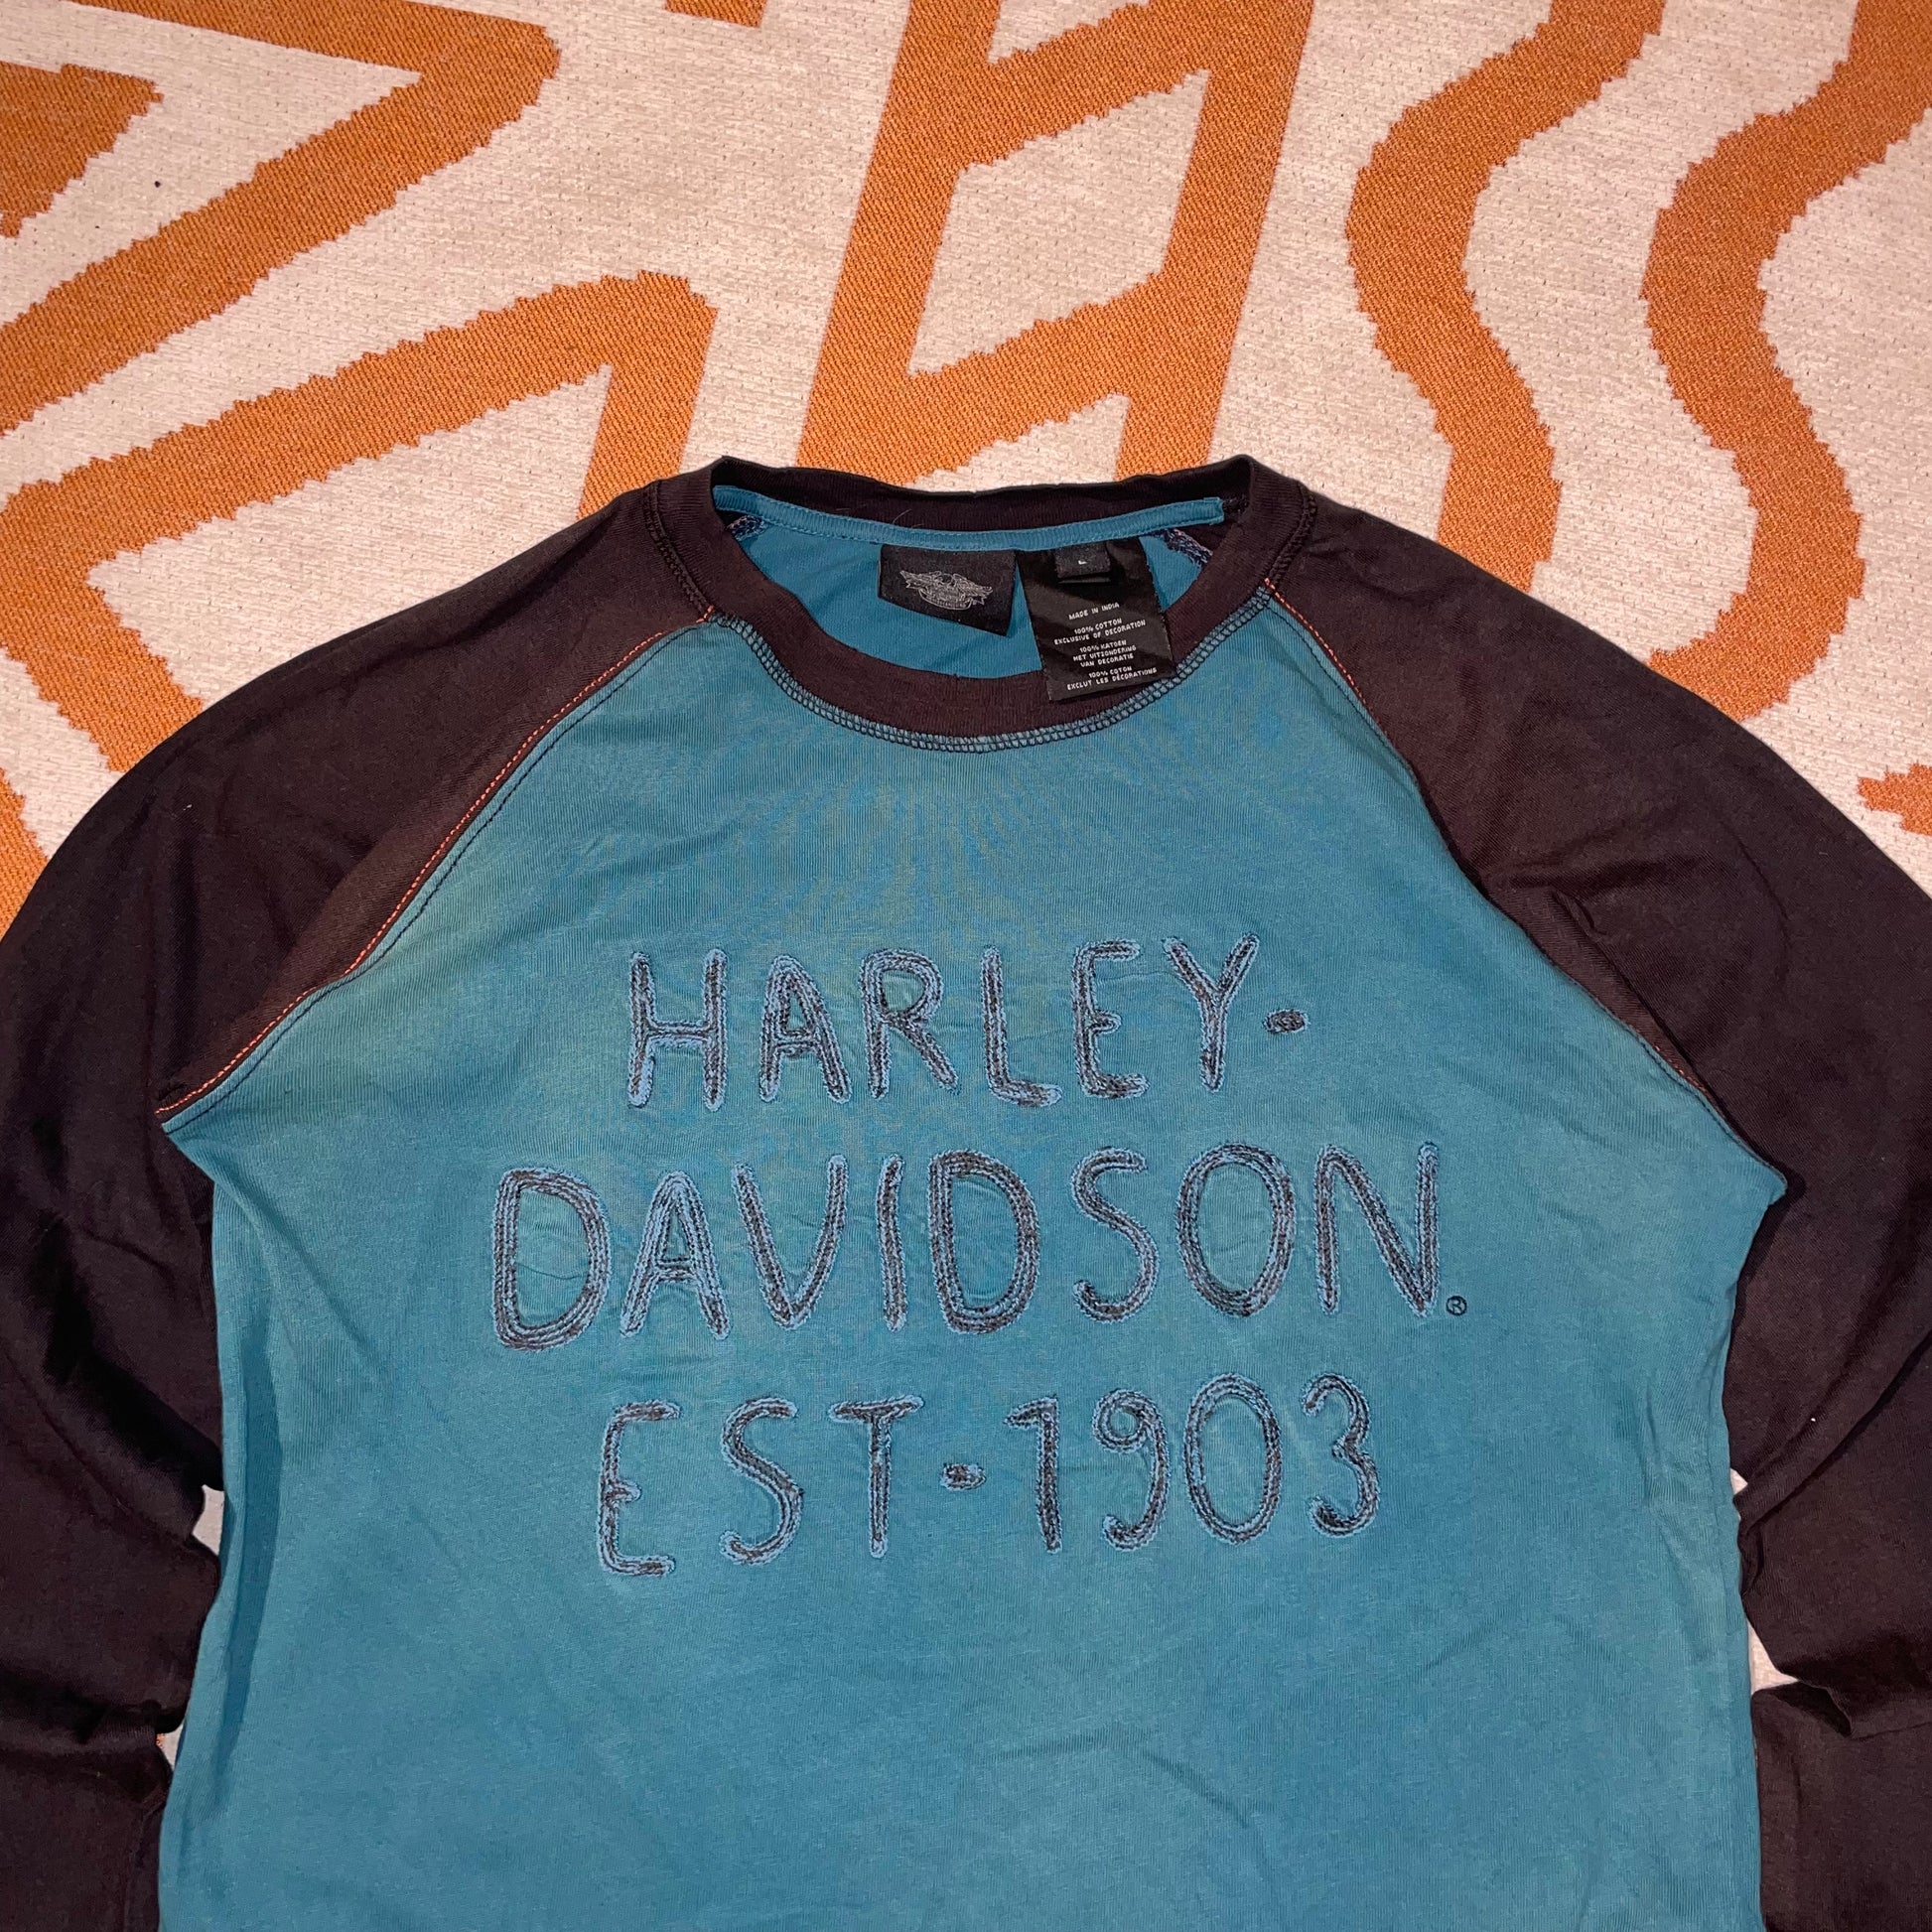 L
MADE IN INDIA
100% COTTON
EXCLUSIVE OF DECORATION
100% KATOEN
MET UITZONDERING
VAN DECORATIE
100% COTON
EXCLUT LES DÉCORATIONS
HARLEY-
DAVIDSON®
EST-1903